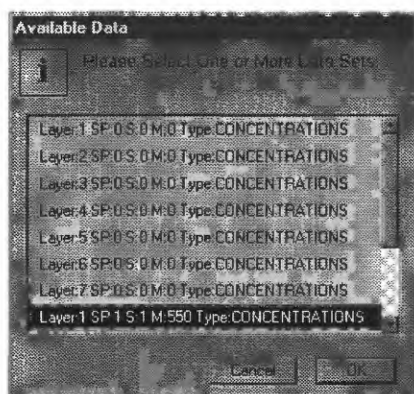 Available Data
i
Please Select One or More Data Sets:
Layer:1 SP:0 S:0 M:0 Type:CONCENTRATIONS
Layer:2 SP:0 S:0 M:0 Type:CONCENTRATIONS
Layer:3 SP:0 S:0 M:0 Type:CONCENTRATIONS
Layer:4 SP:0 S:0 M:0 Type:CONCENTRATIONS
Layer:5 SP:0 S:0 M:0 Type:CONCENTRATIONS
Layer:6 SP:0 S:0 M:0 Type:CONCENTRATIONS
Layer:7 SP:0 S:0 M:0 Type:CONCENTRATIONS
Layer:1 SP:1 S:1 M:550 Type:CONCENTRATIONS
Cancel OK